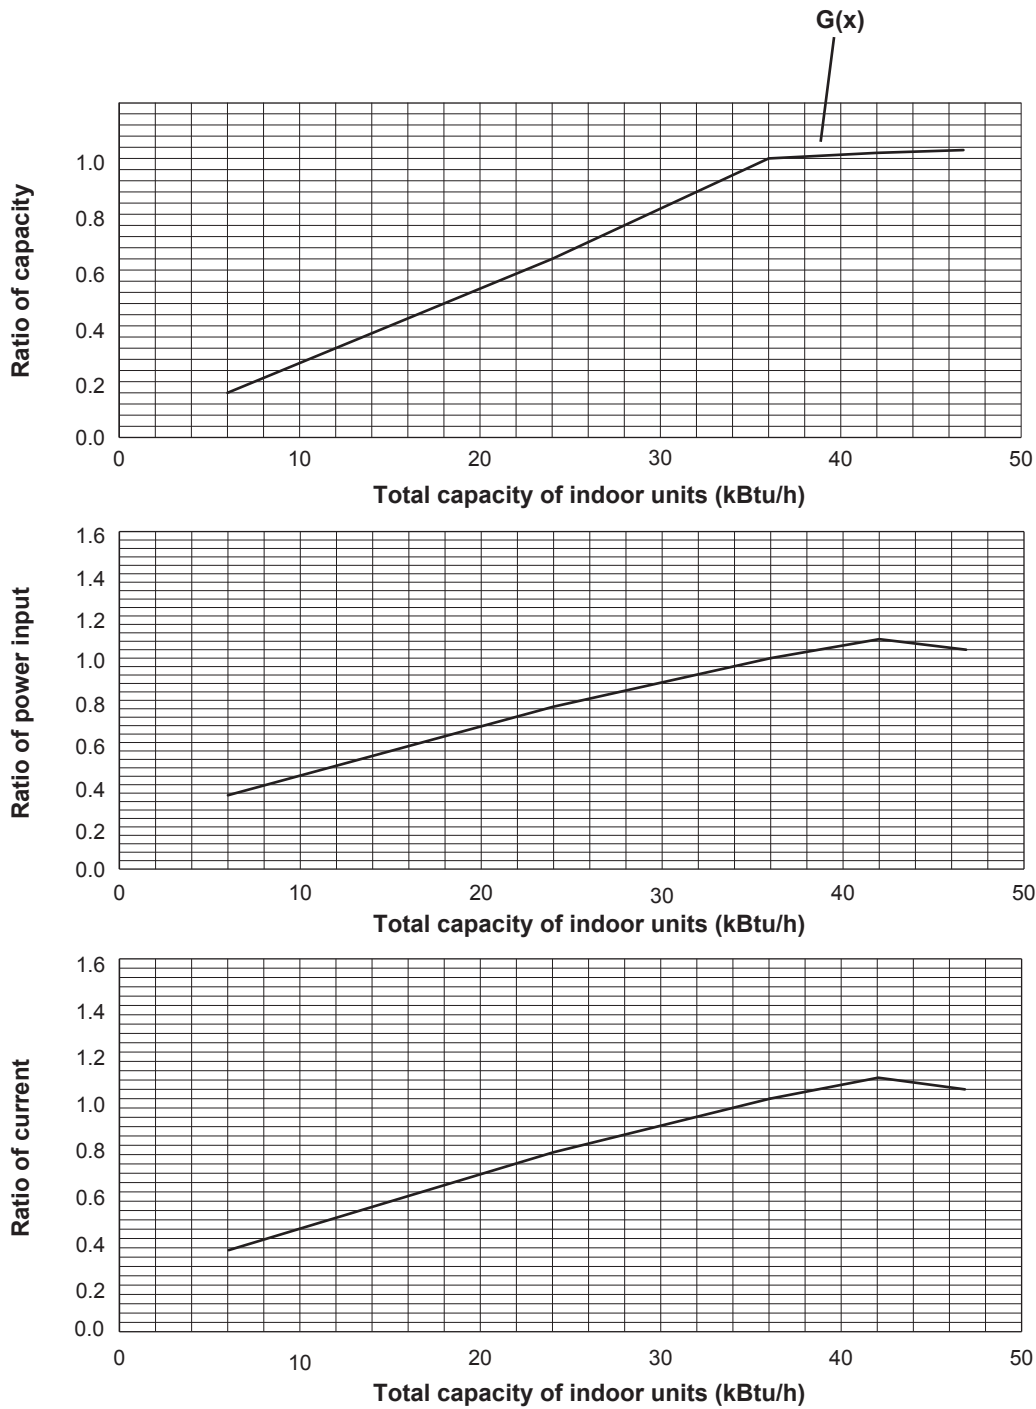 G(x)
Ratio of capacity
1.0
0.8
0.6
0.4
0.2
0.0
0 10 20 30 40 50
Total capacity of indoor units (kBtu/h)
Ratio of power input
1.6
1.4
1.2
1.0
0.8
0.6
0.4
0.2
0.0
0 10 20 30 40 50
Total capacity of indoor units (kBtu/h)
Ratio of current
1.6
1.4
1.2
1.0
0.8
0.6
0.4
0.2
0.0
0 10 20 30 40 50
Total capacity of indoor units (kBtu/h)